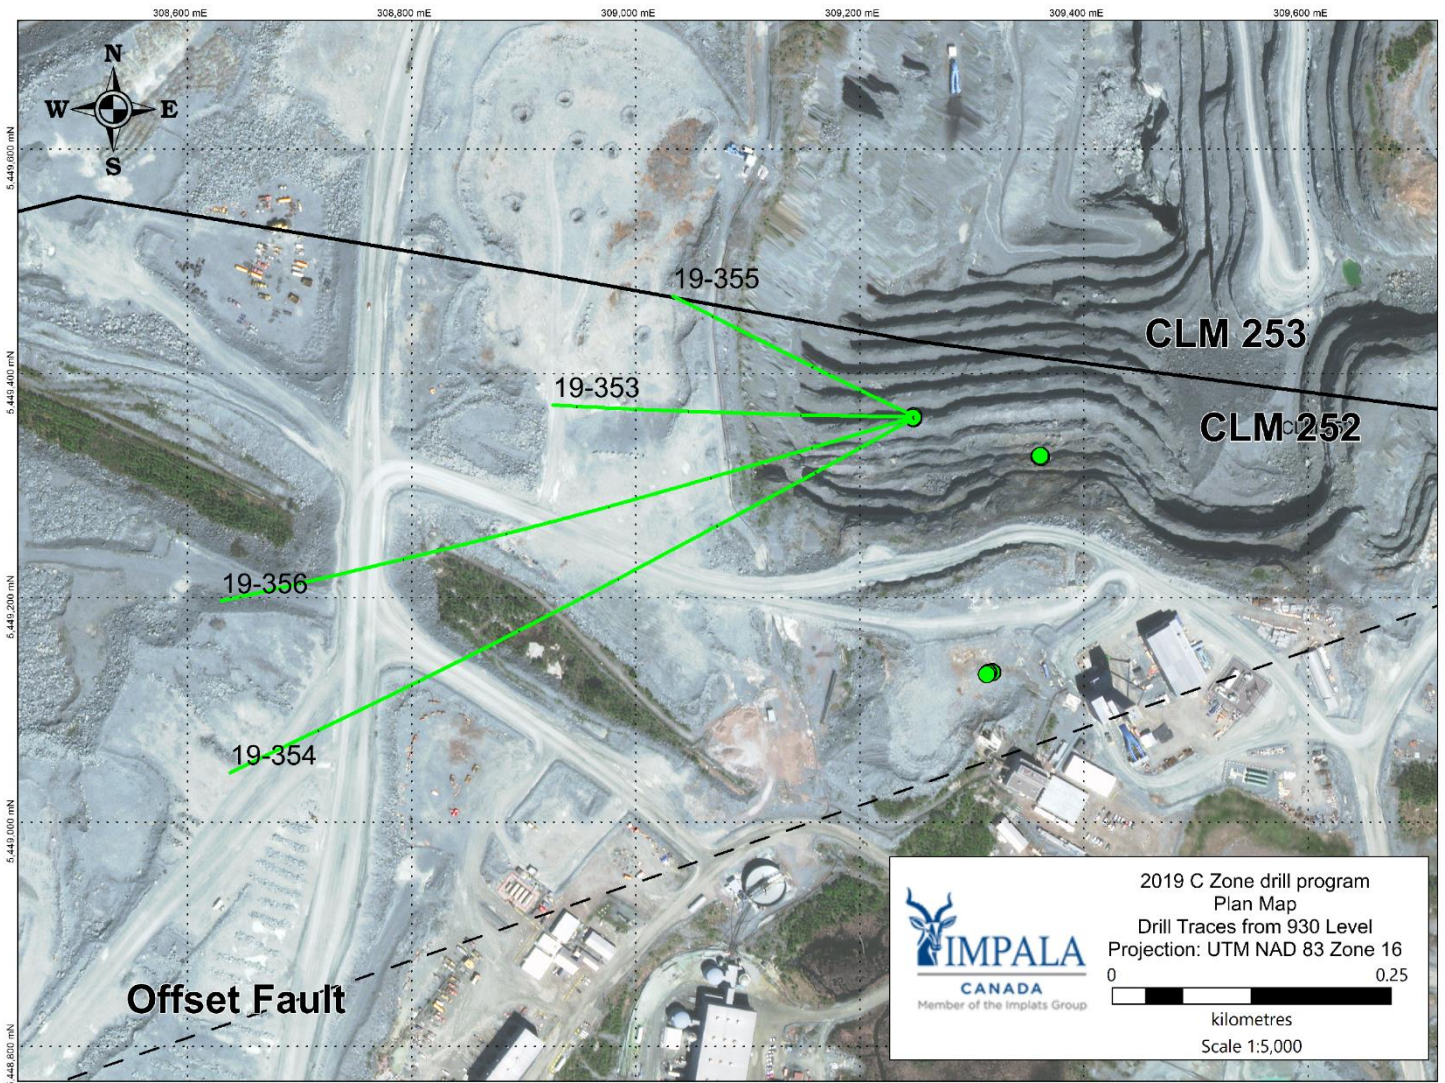 308,600 mE
308,800 mE
309,000 mE
309,200 mE
309,400 mE
309,600 mE
N
W E
S
5,449,600 mN
5,449,400 mN
5,449,200 mN
5,449,000 mN
5,448,800 mN
19-355
CLM 253
19-353
CLM 252
19-356
19-354
Offset Fault
IMPALA
CANADA
Member of the Implats Group
2019 C Zone drill program
Plan Map
Drill Traces from 930 Level
Projection: UTM NAD 83 Zone 16
0 0.25
kilometres
Scale 1:5,000